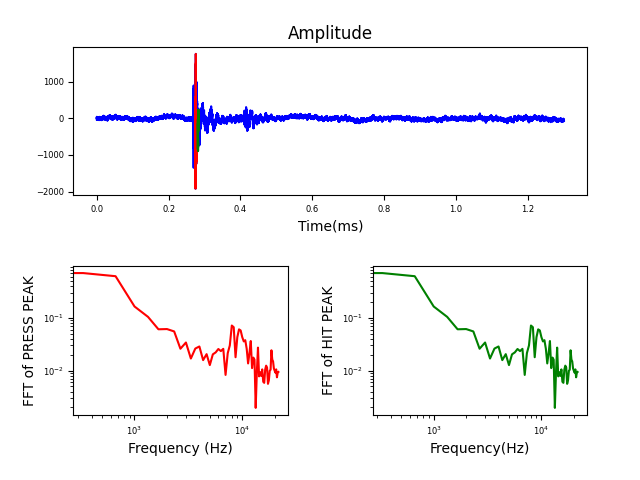 Amplitude
1000
0
−1000
−2000
0.0 0.2 0.4 0.6 0.8 1.0 1.2
Time(ms)
FFT of PRESS PEAK
10⁻¹
10⁻²
10³ 10⁴
Frequency (Hz)
FFT of HIT PEAK
10⁻¹
10⁻²
10³ 10⁴
Frequency(Hz)